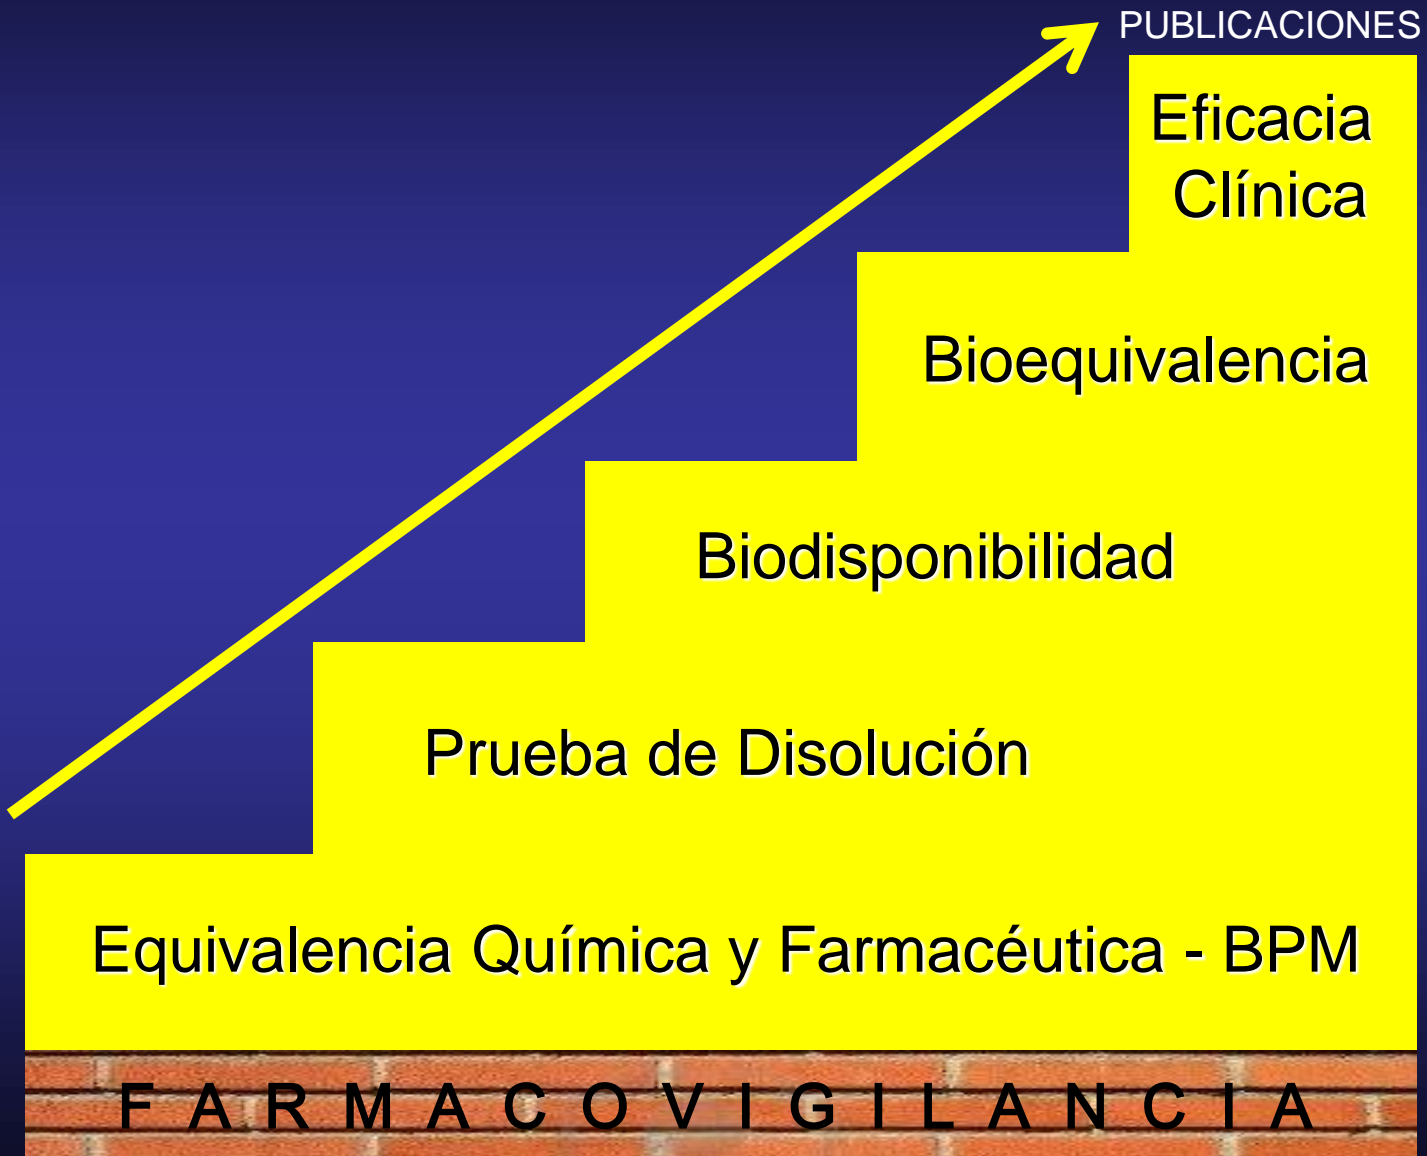 PUBLICACIONES
Eficacia
Clínica
Bioequivalencia
Biodisponibilidad
Prueba de Disolución
Equivalencia Química y Farmacéutica - BPM
F A R M A C O V I G I L A N C I A